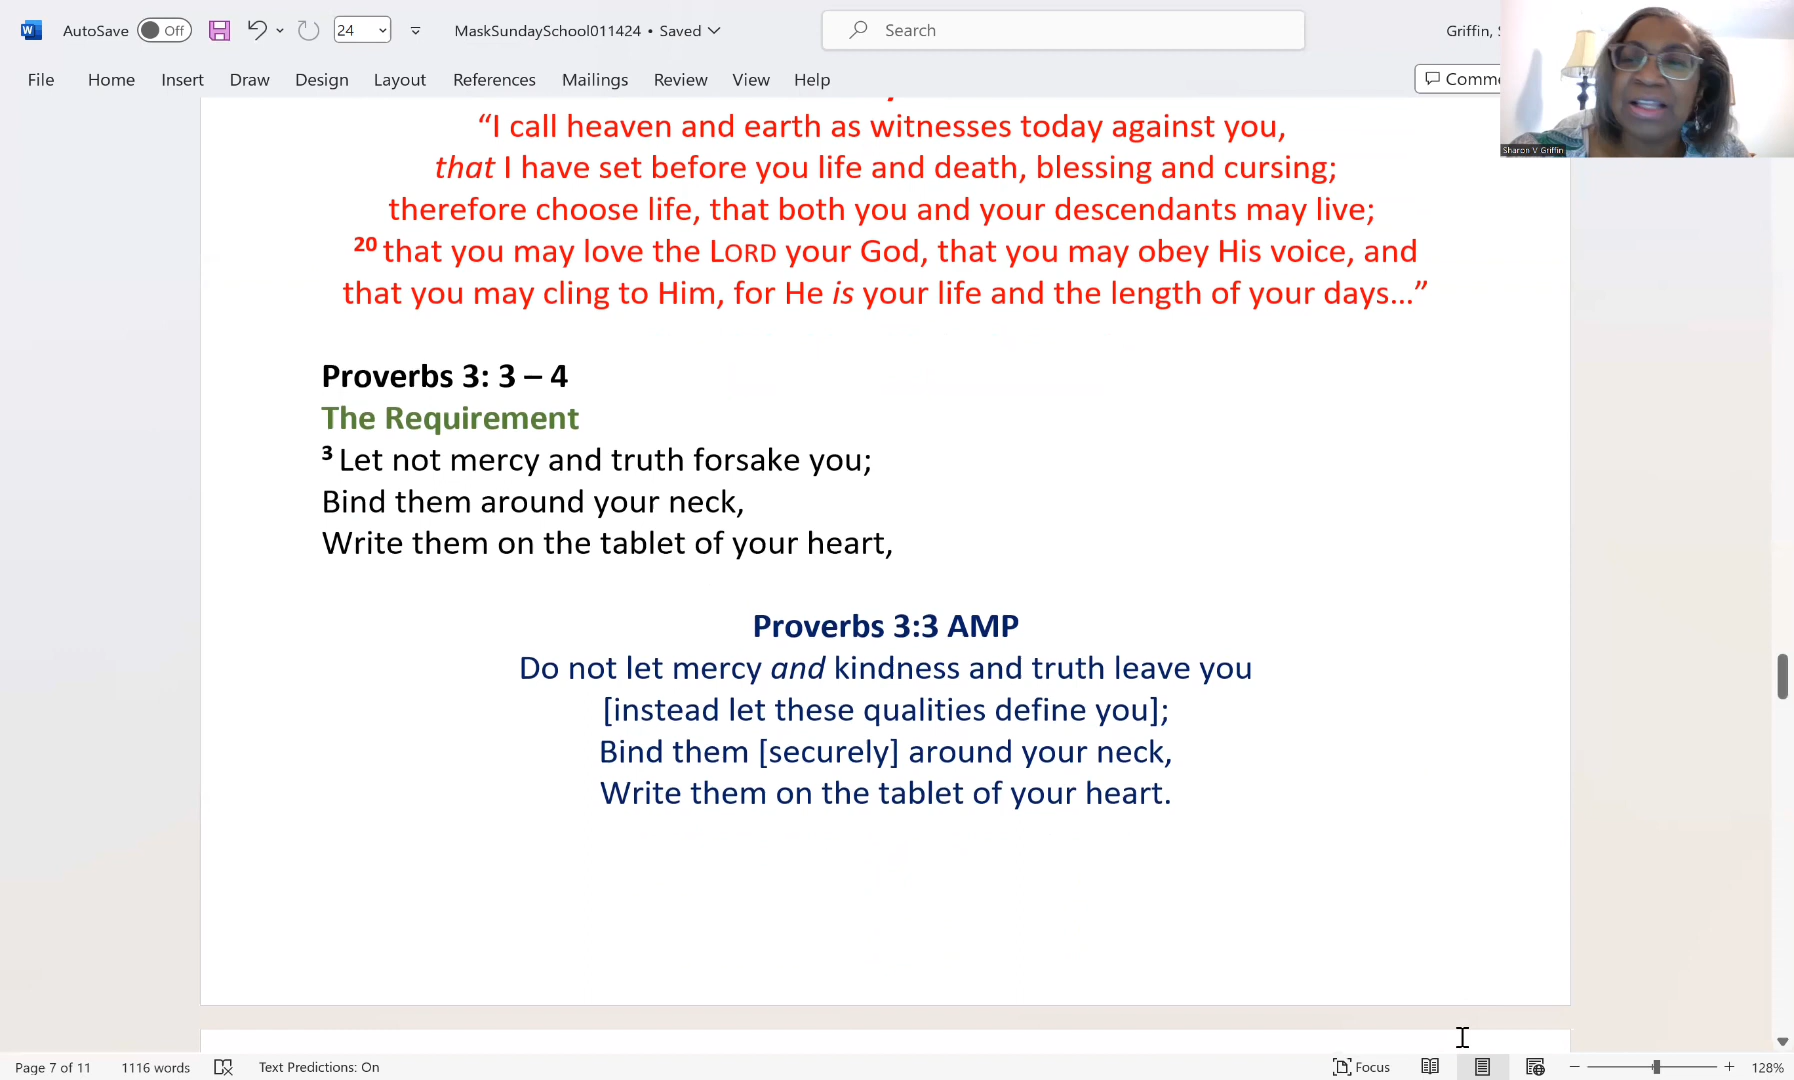 AutoSave Off 24 MaskSundaySchool011424 • Saved Search Griffin, S
File Home Insert Draw Design Layout References Mailings Review View Help Comme
Sharon V Griffin
“I call heaven and earth as witnesses today against you,
that I have set before you life and death, blessing and cursing;
therefore choose life, that both you and your descendants may live;
20 that you may love the LORD your God, that you may obey His voice, and
that you may cling to Him, for He is your life and the length of your days...”
Proverbs 3: 3 – 4
The Requirement
3 Let not mercy and truth forsake you;
Bind them around your neck,
Write them on the tablet of your heart,
Proverbs 3:3 AMP
Do not let mercy and kindness and truth leave you
[instead let these qualities define you];
Bind them [securely] around your neck,
Write them on the tablet of your heart.
Page 7 of 11 1116 words Text Predictions: On Focus 128%